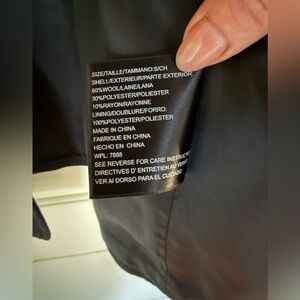 SIZE/TAILLE/TAMMANO:S/CH
SHELL/EXTERIEUR/PARTE EXTERIOR:
60%WOOL/LAINE/LANA
30%POLYESTER/POLIESTER
10%RAYON/RAYONNE
LINING/DOUBLURE/FORRO:
100%POLYESTER/POLIESTER
MADE IN CHINA
FABRIQUE EN CHINA
HECHO EN CHINA
WPL: 7888
SEE REVERSE FOR CARE INSTRUCT
DIRECTIVES D' ENTRETIEN AU VERSO
VER Al DORSO PARA EL CUIDADO